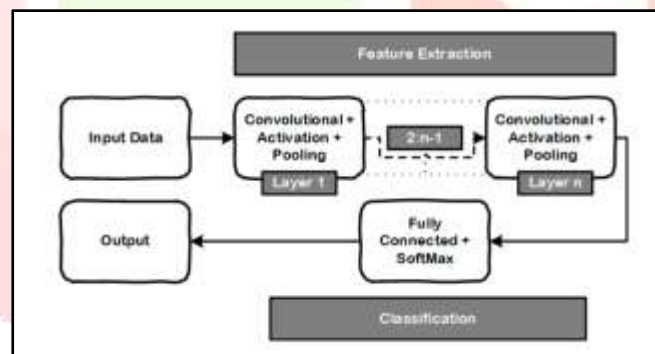 Feature Extraction
Input Data
Convolutional +
Activation +
Pooling
Layer 1
2:n-1
Convolutional +
Activation +
Pooling
Layer n
Output
Fully
Connected +
SoftMax
Classification